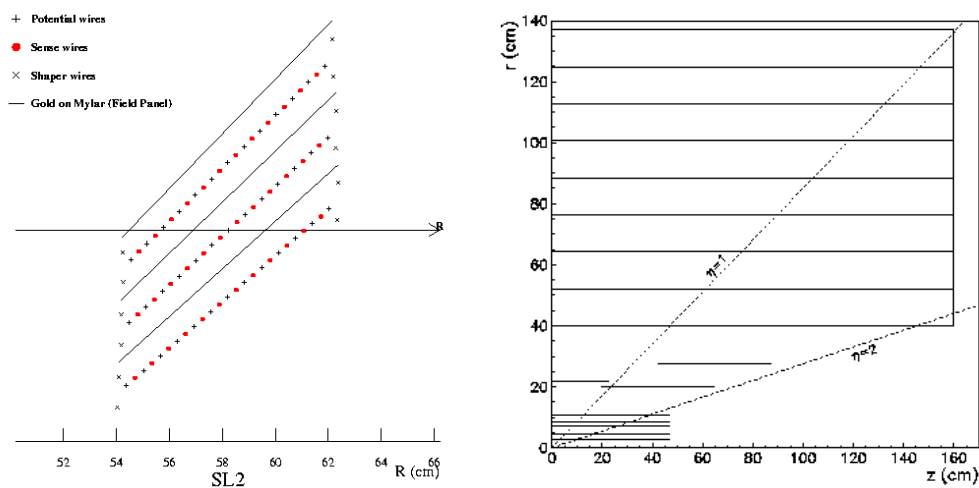 + Potential wires
● Sense wires
× Shaper wires
— Gold on Mylar (Field Panel)
R
52 54 56 58 60 62 64 66
R (cm)
SL2
r (cm)
140
120
100
80
60
40
20
0
η=1
η=2
0 20 40 60 80 100 120 140 160
z (cm)